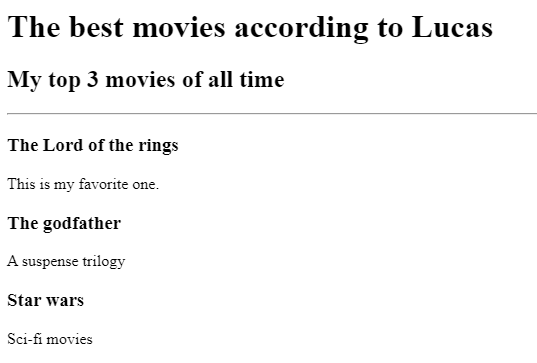 The best movies according to Lucas
My top 3 movies of all time
The Lord of the rings
This is my favorite one.
The godfather
A suspense trilogy
Star wars
Sci-fi movies